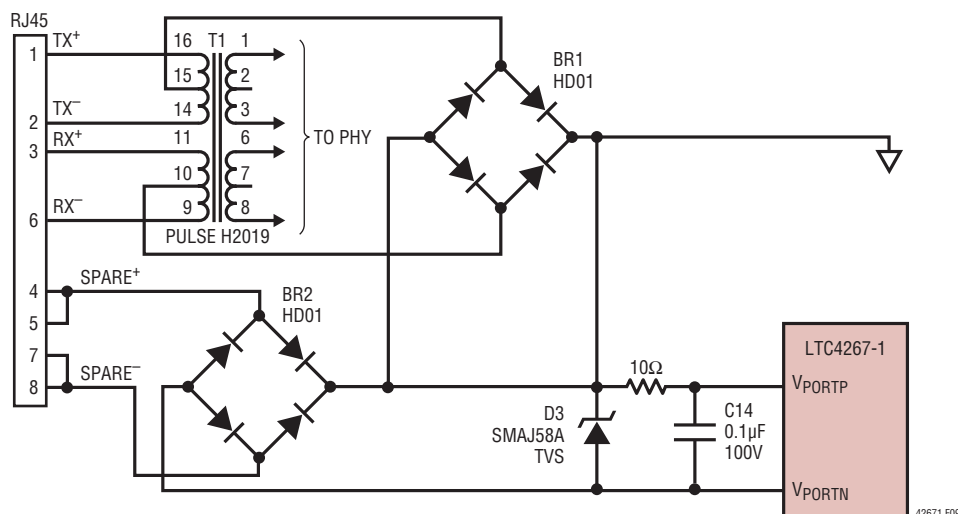 RJ45
1
TX+
2
TX–
3
RX+
6
RX–
4
SPARE+
5
7
8
SPARE–
16
T1
1
15
2
14
3
11
6
10
7
9
8
PULSE H2019
TO PHY
BR1
HD01
BR2
HD01
10Ω
D3
SMAJ58A
TVS
C14
0.1µF
100V
LTC4267-1
VPORTP
VPORTN
42671 F09